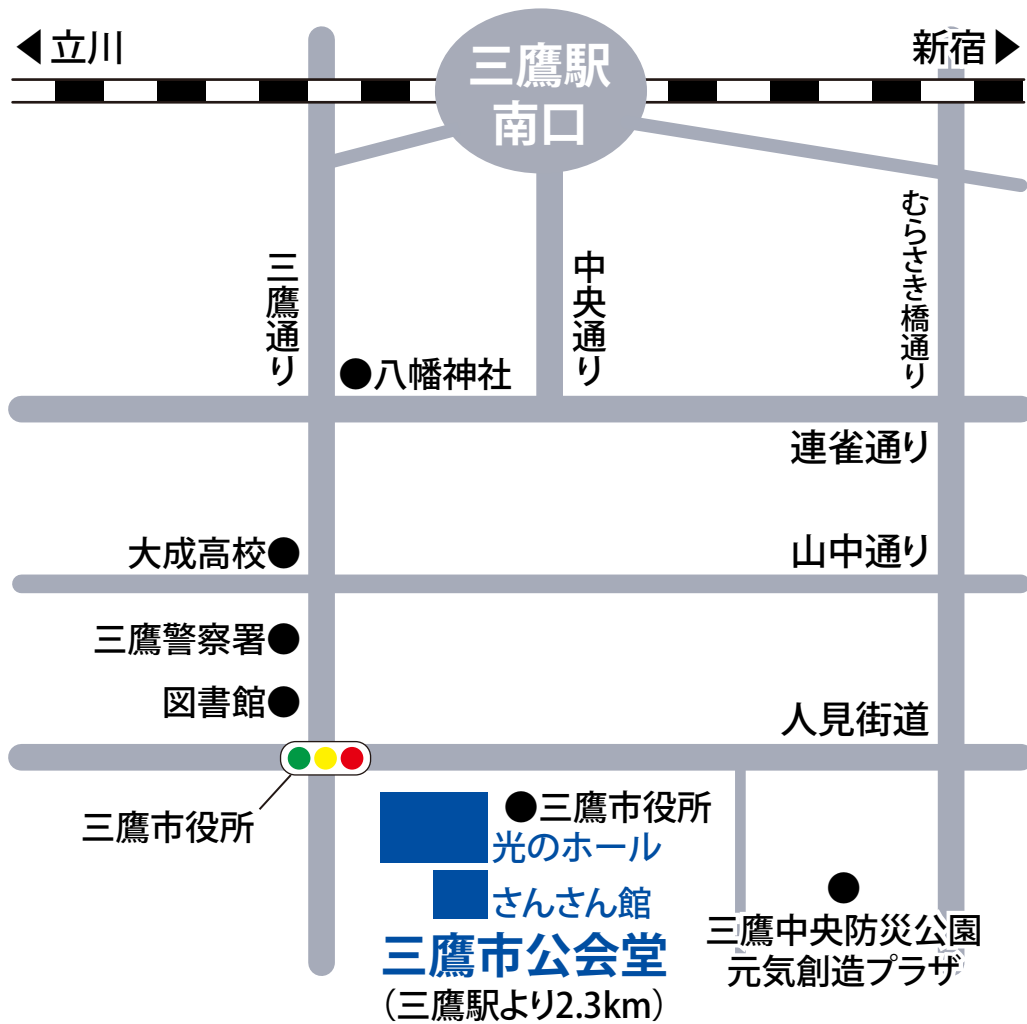 立川
新宿
三鷹駅
南口
三鷹通り
中央通り
むらさき橋通り
八幡神社
連雀通り
大成高校
山中通り
三鷹警察署
図書館
人見街道
三鷹市役所
三鷹市役所
光のホール
さんさん館
三鷹市公会堂
（三鷹駅より2.3km）
三鷹中央防災公園
元気創造プラザ